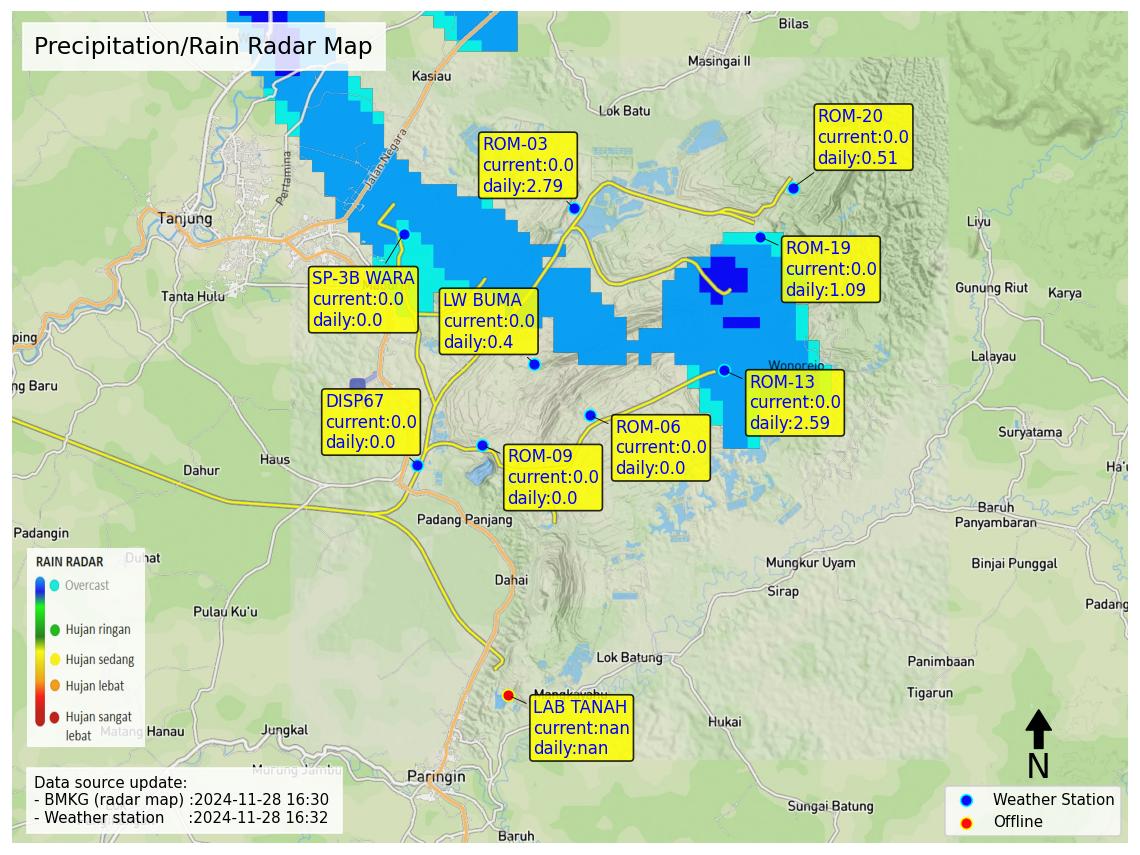 Precipitation/Rain Radar Map
Bilas
Masingai II
Kasiau
Lok Batu
ROM-20
current:0.0
daily:0.51
ROM-03
current:0.0
daily:2.79
Jalan Negara
Pertamina
Tanjung
Liyu
ROM-19
current:0.0
daily:1.09
SP-3B WARA
current:0.0
daily:0.0
LW BUMA
current:0.0
daily:0.4
Tanta Hulu
Gunung Riut
Karya
ping
Lalayau
Wonorejo
ng Baru
ROM-13
current:0.0
daily:2.59
DISP67
current:0.0
daily:0.0
ROM-06
current:0.0
daily:0.0
Suryatama
ROM-09
current:0.0
daily:0.0
Haus
Dahur
Ha'u
Baruh
Panyambaran
Padang Panjang
Padangin
Duhat
Mungkur Uyam
Binjai Punggal
Dahai
Sirap
Padang
Pulau Ku'u
RAIN RADAR
Overcast
Hujan ringan
Hujan sedang
Hujan lebat
Hujan sangat
lebat
Lok Batung
Panimbaan
Tigarun
Mangkayahu
LAB TANAH
current:nan
daily:nan
Hukai
Matang Hanau
Jungkal
Murung Jambu
Paringin
N
Data source update:
- BMKG (radar map) :2024-11-28 16:30
- Weather station :2024-11-28 16:32
Sungai Batung
Baruh
Weather Station
Offline